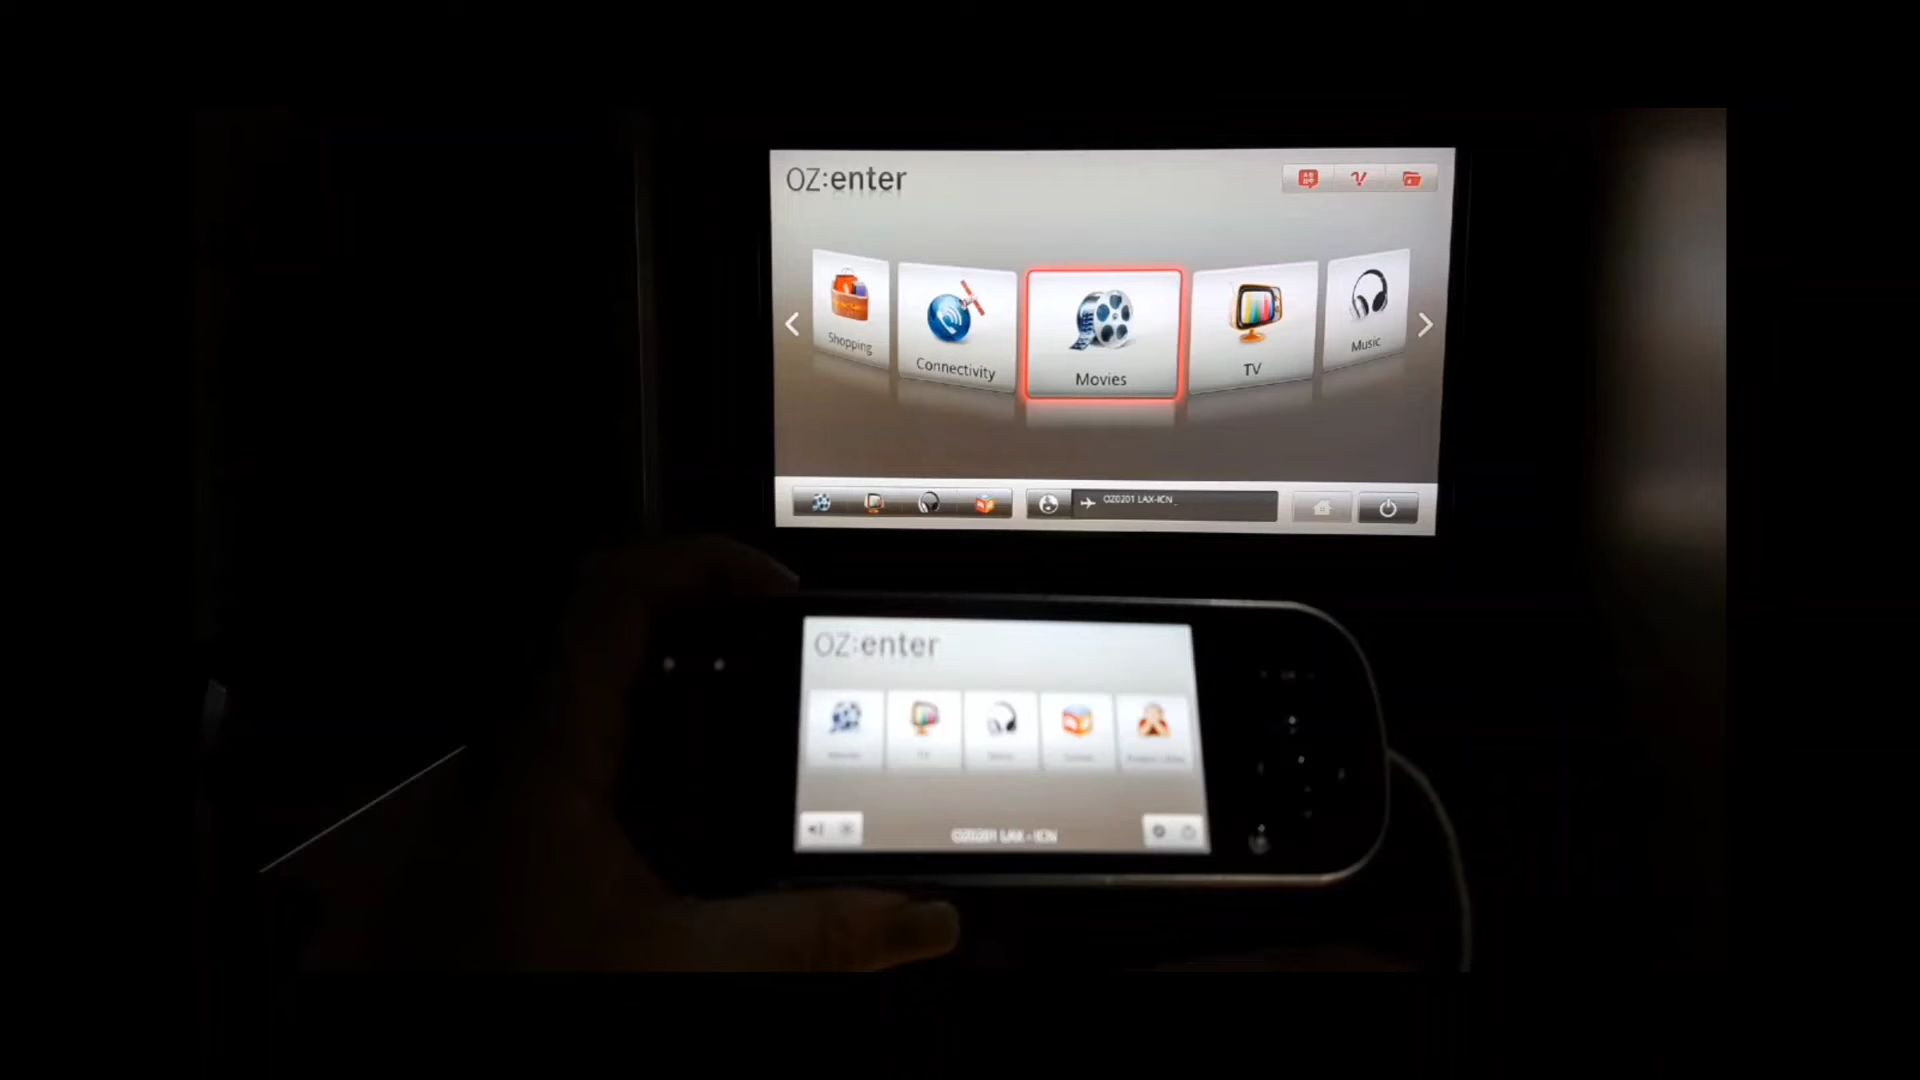 OZ:enter
Shopping
Connectivity
Movies
TV
Music
OZ0201 LAX-ICN
OZ:enter
OZ0201 LAX - ICN